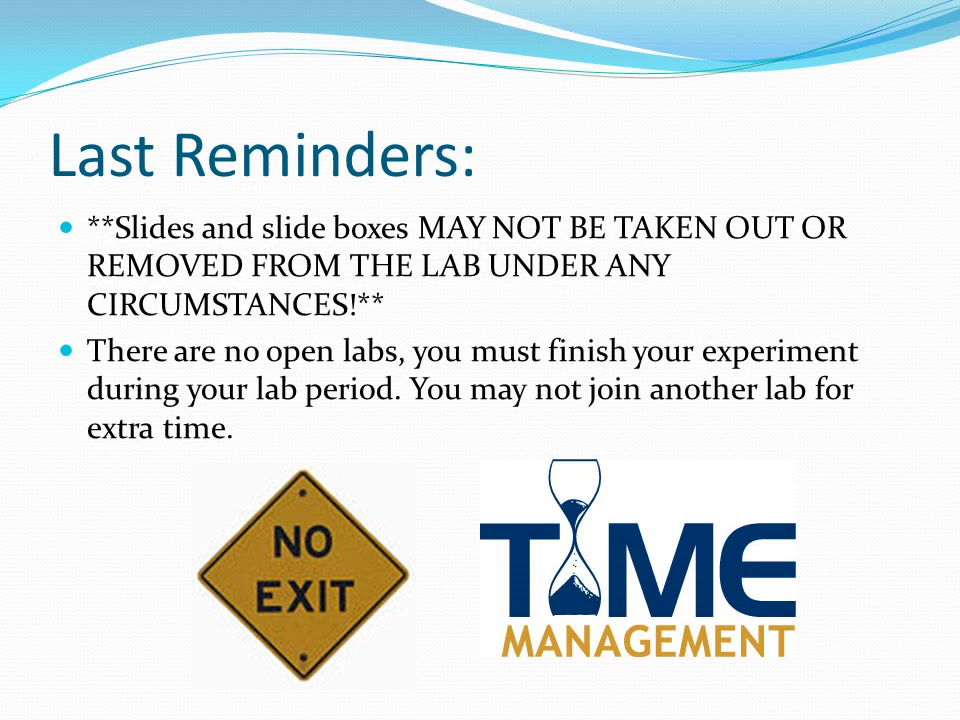 Last Reminders:
**Slides and slide boxes MAY NOT BE TAKEN OUT OR
REMOVED FROM THE LAB UNDER ANY
CIRCUMSTANCES!**
There are no open labs, you must finish your experiment
during your lab period. You may not join another lab for
extra time.
NO
EXIT
TIME
MANAGEMENT